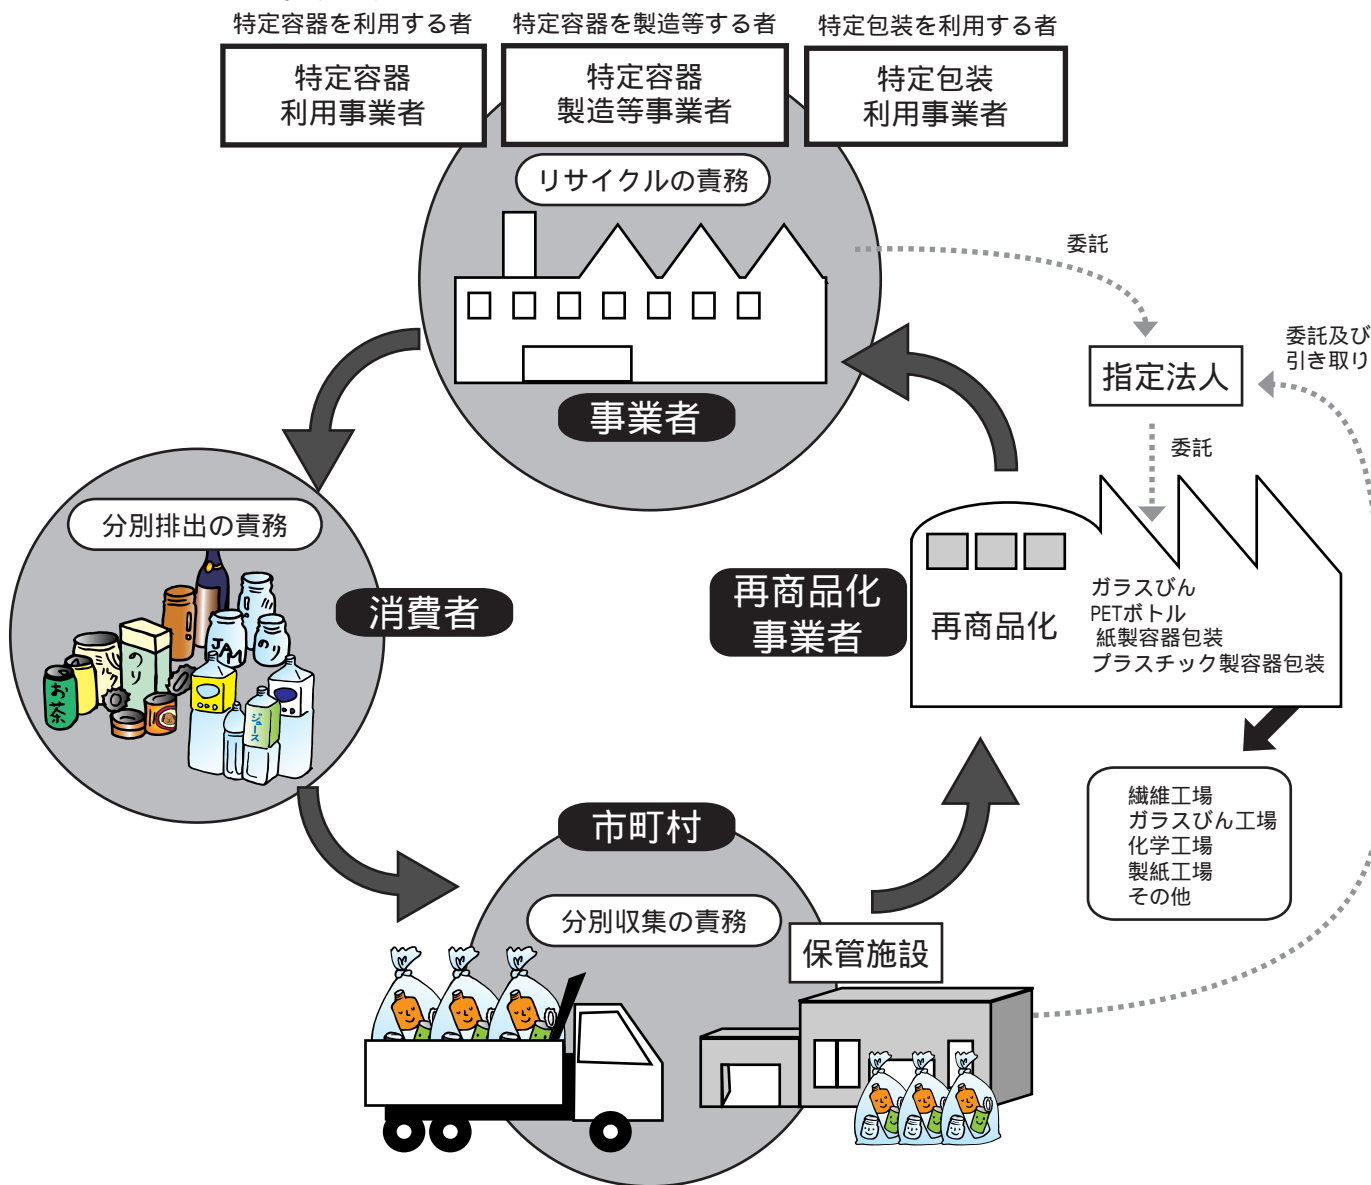 特定容器を利用する者
特定容器を製造等する者
特定包装を利用する者
特定容器
利用事業者
特定容器
製造等事業者
特定包装
利用事業者
リサイクルの責務
事業者
委託
委託及び
引き取り
指定法人
委託
分別排出の責務
消費者
JAM
のり
のり
ミルク
お茶
ジュース
再商品化
事業者
再商品化
ガラスびん
PETボトル
紙製容器包装
プラスチック製容器包装
繊維工場
ガラスびん工場
化学工場
製紙工場
その他
市町村
分別収集の責務
保管施設